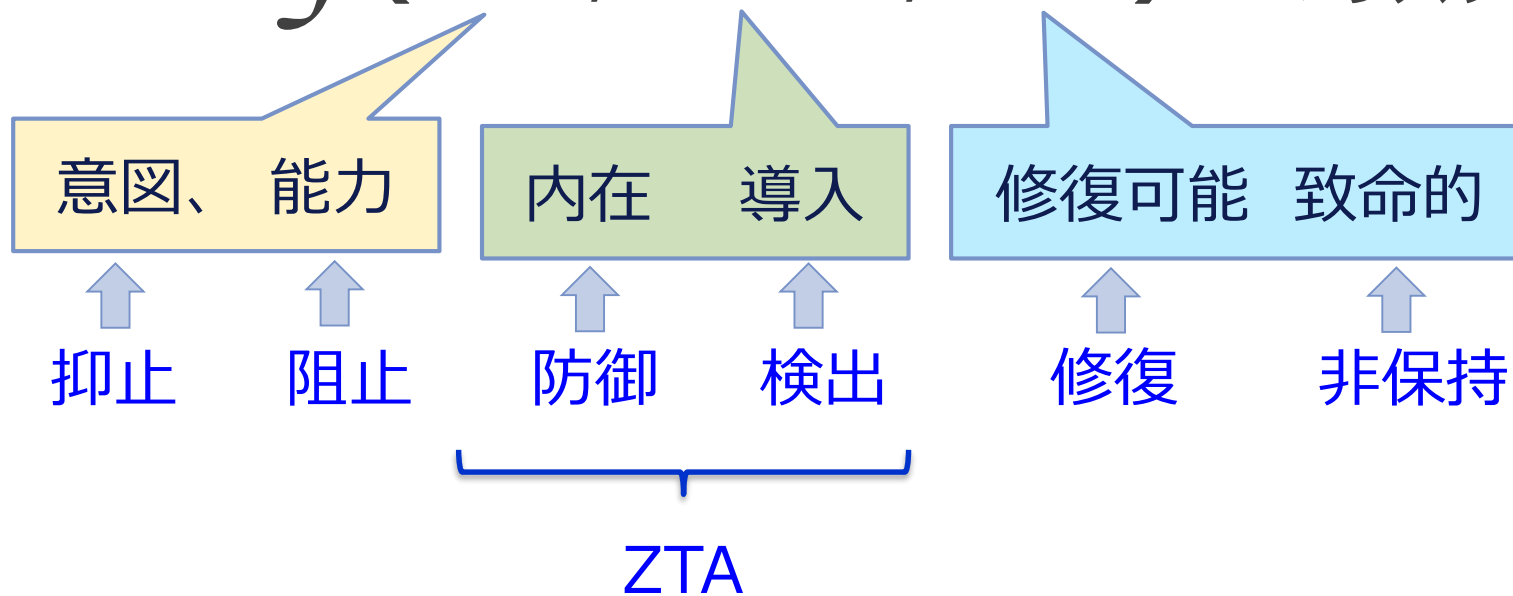 意図、 能力 内在 導入 修復可能 致命的
抑止 阻止 防御 検出 修復 非保持
ZTA